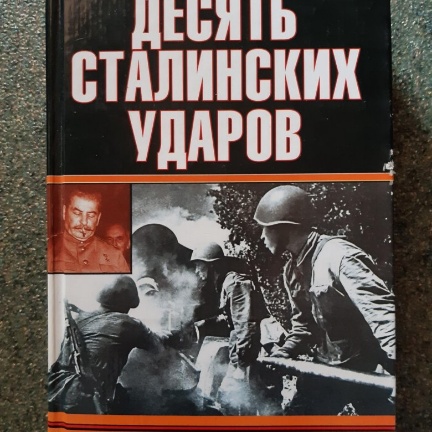 ДЕСЯТЬ
СТАЛИНСКИХ
УДАРОВ